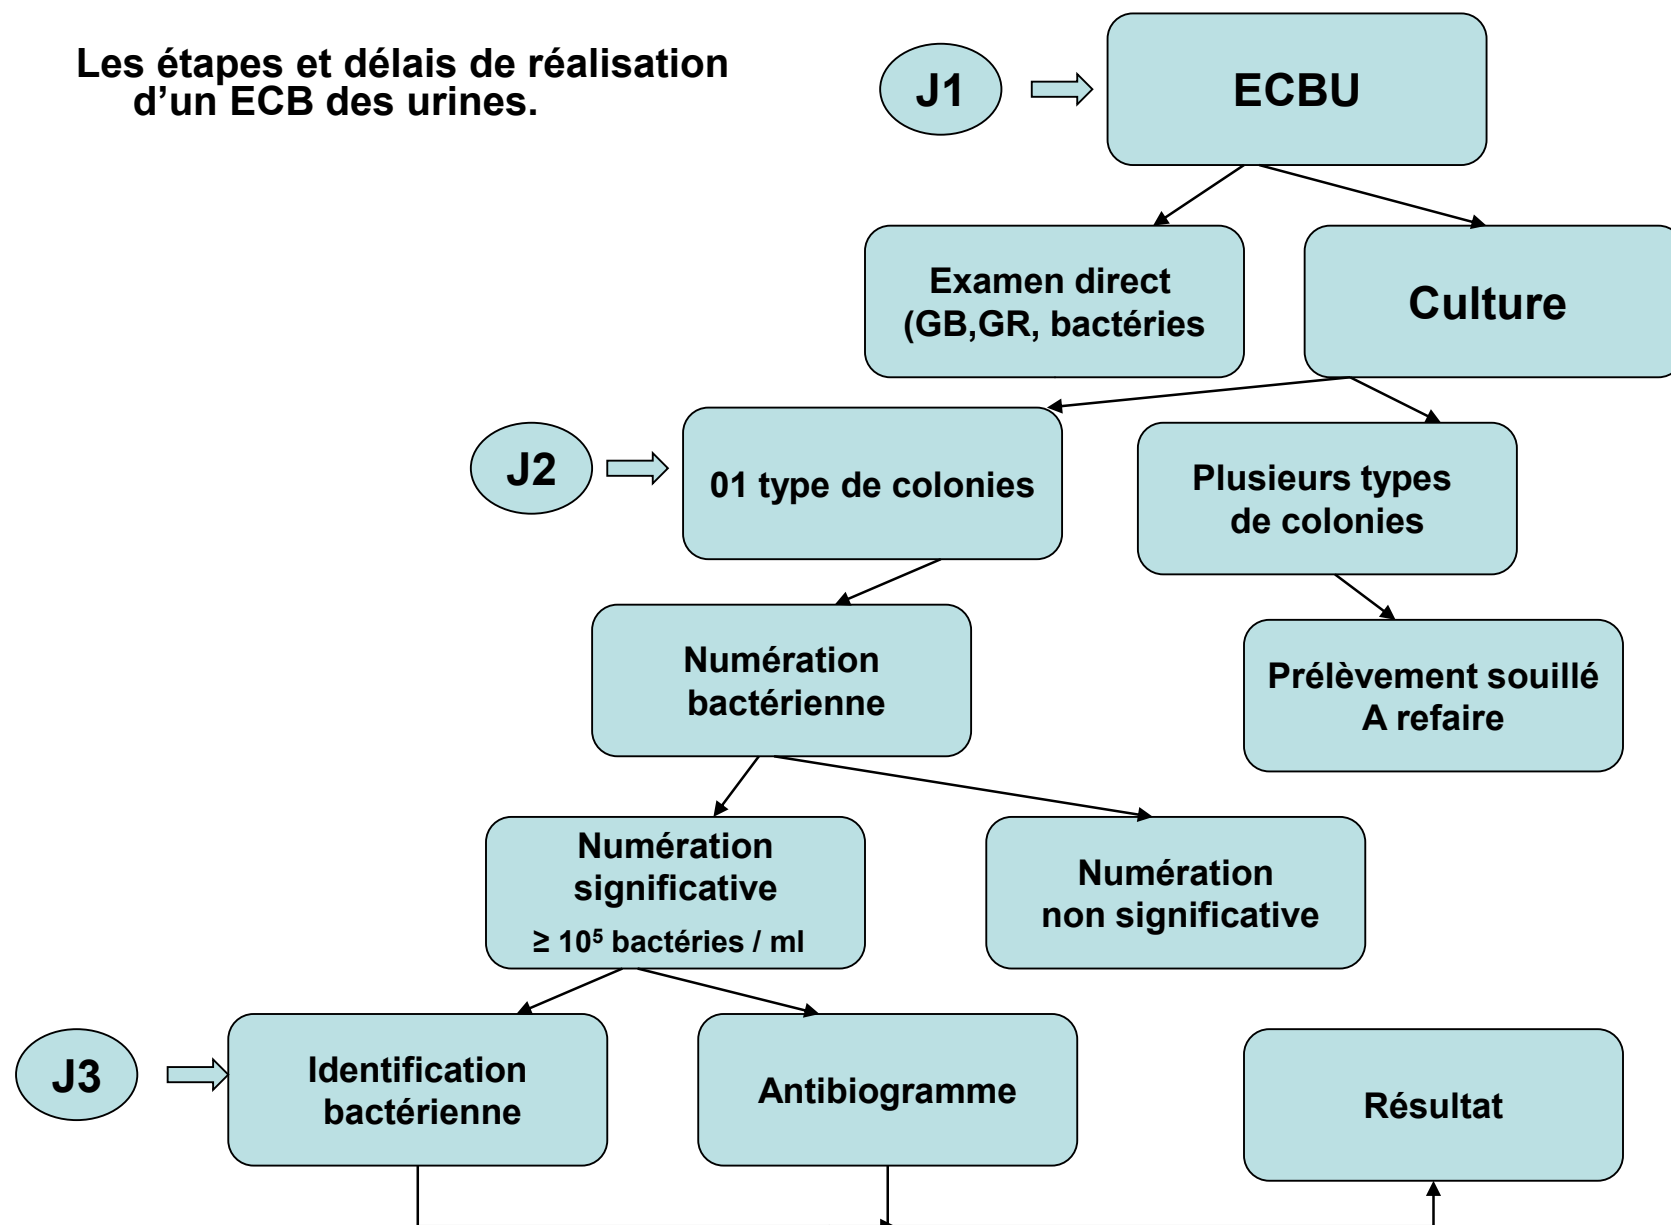 Les étapes et délais de réalisation
d’un ECB des urines.
J1
ECBU
Examen direct
(GB,GR, bactéries
Culture
J2
01 type de colonies
Plusieurs types
de colonies
Numération
bactérienne
Prélèvement souillé
A refaire
Numération
significative
≥ 10⁵ bactéries / ml
Numération
non significative
J3
Identification
bactérienne
Antibiogramme
Résultat